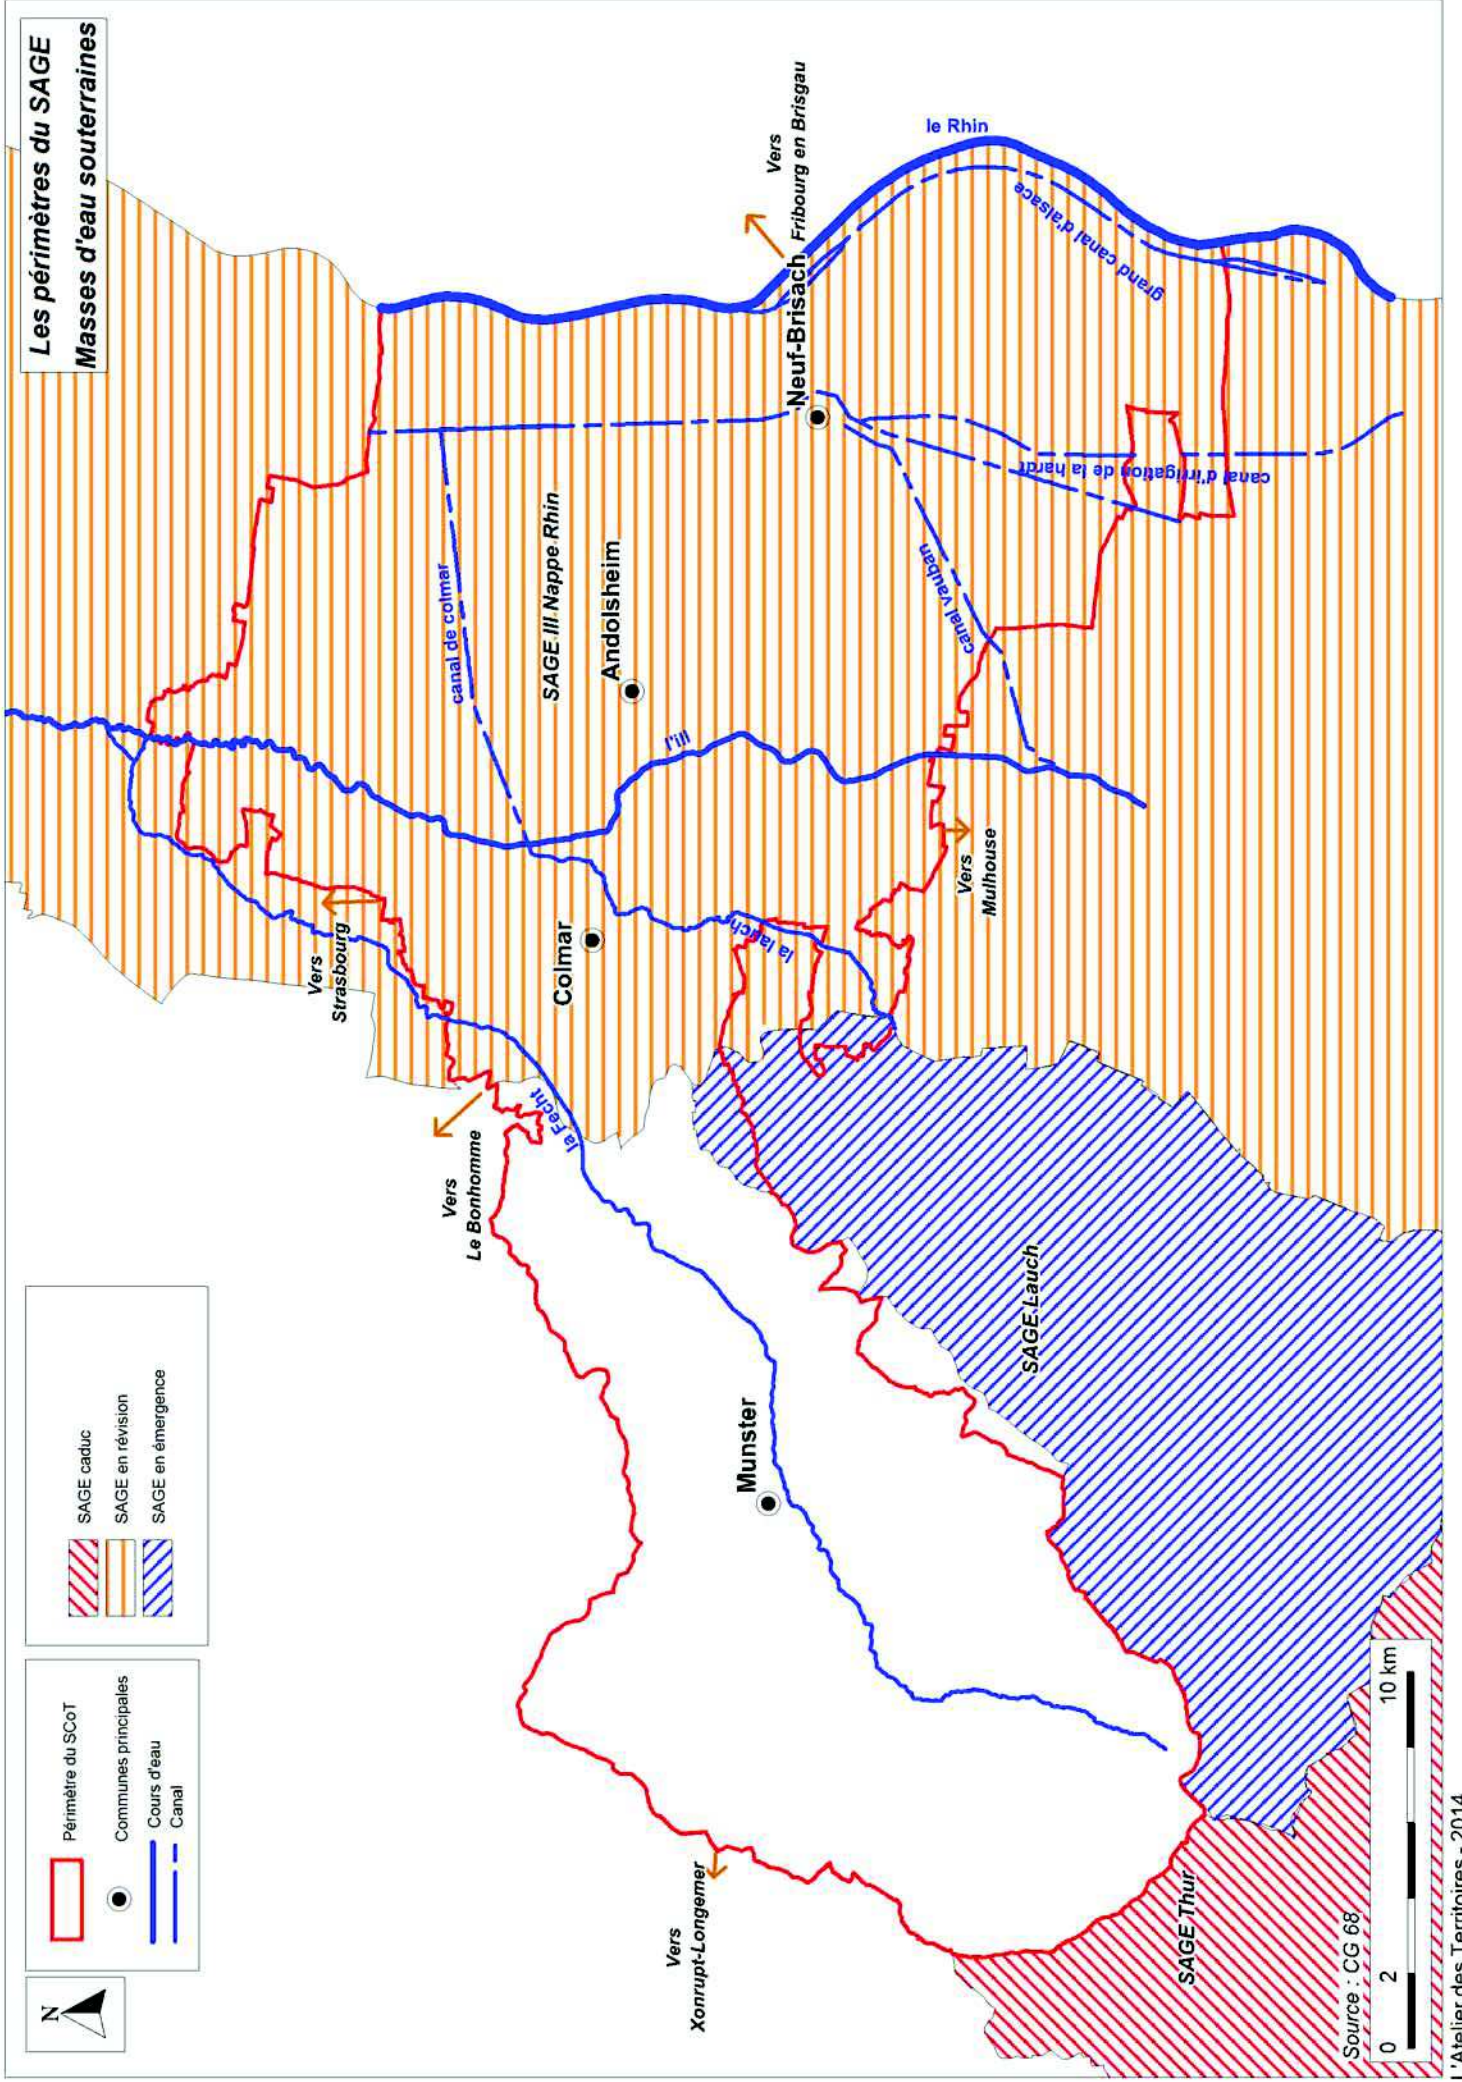 Les périmètres du SAGE
Masses d'eau souterraines
N
Périmètre du SCoT
Communes principales
Cours d'eau
Canal
SAGE caduc
SAGE en révision
SAGE en émergence
Vers
Strasbourg
Vers
Le Bonhomme
Vers
Xonrupt-Longemer
Vers
Mulhouse
Vers
Fribourg en Brisgau
le Rhin
grand canal d'alsace
canal d'irrigation de la hardt
canal vauban
canal de colmar
l'ill
la lauch
la Fecht
SAGE Ill Nappe Rhin
Andolsheim
Neuf-Brisach
Colmar
Munster
SAGE Lauch
SAGE Thur
Source : CG 68
0 2 10 km
L'Atelier des Territoires - 2014